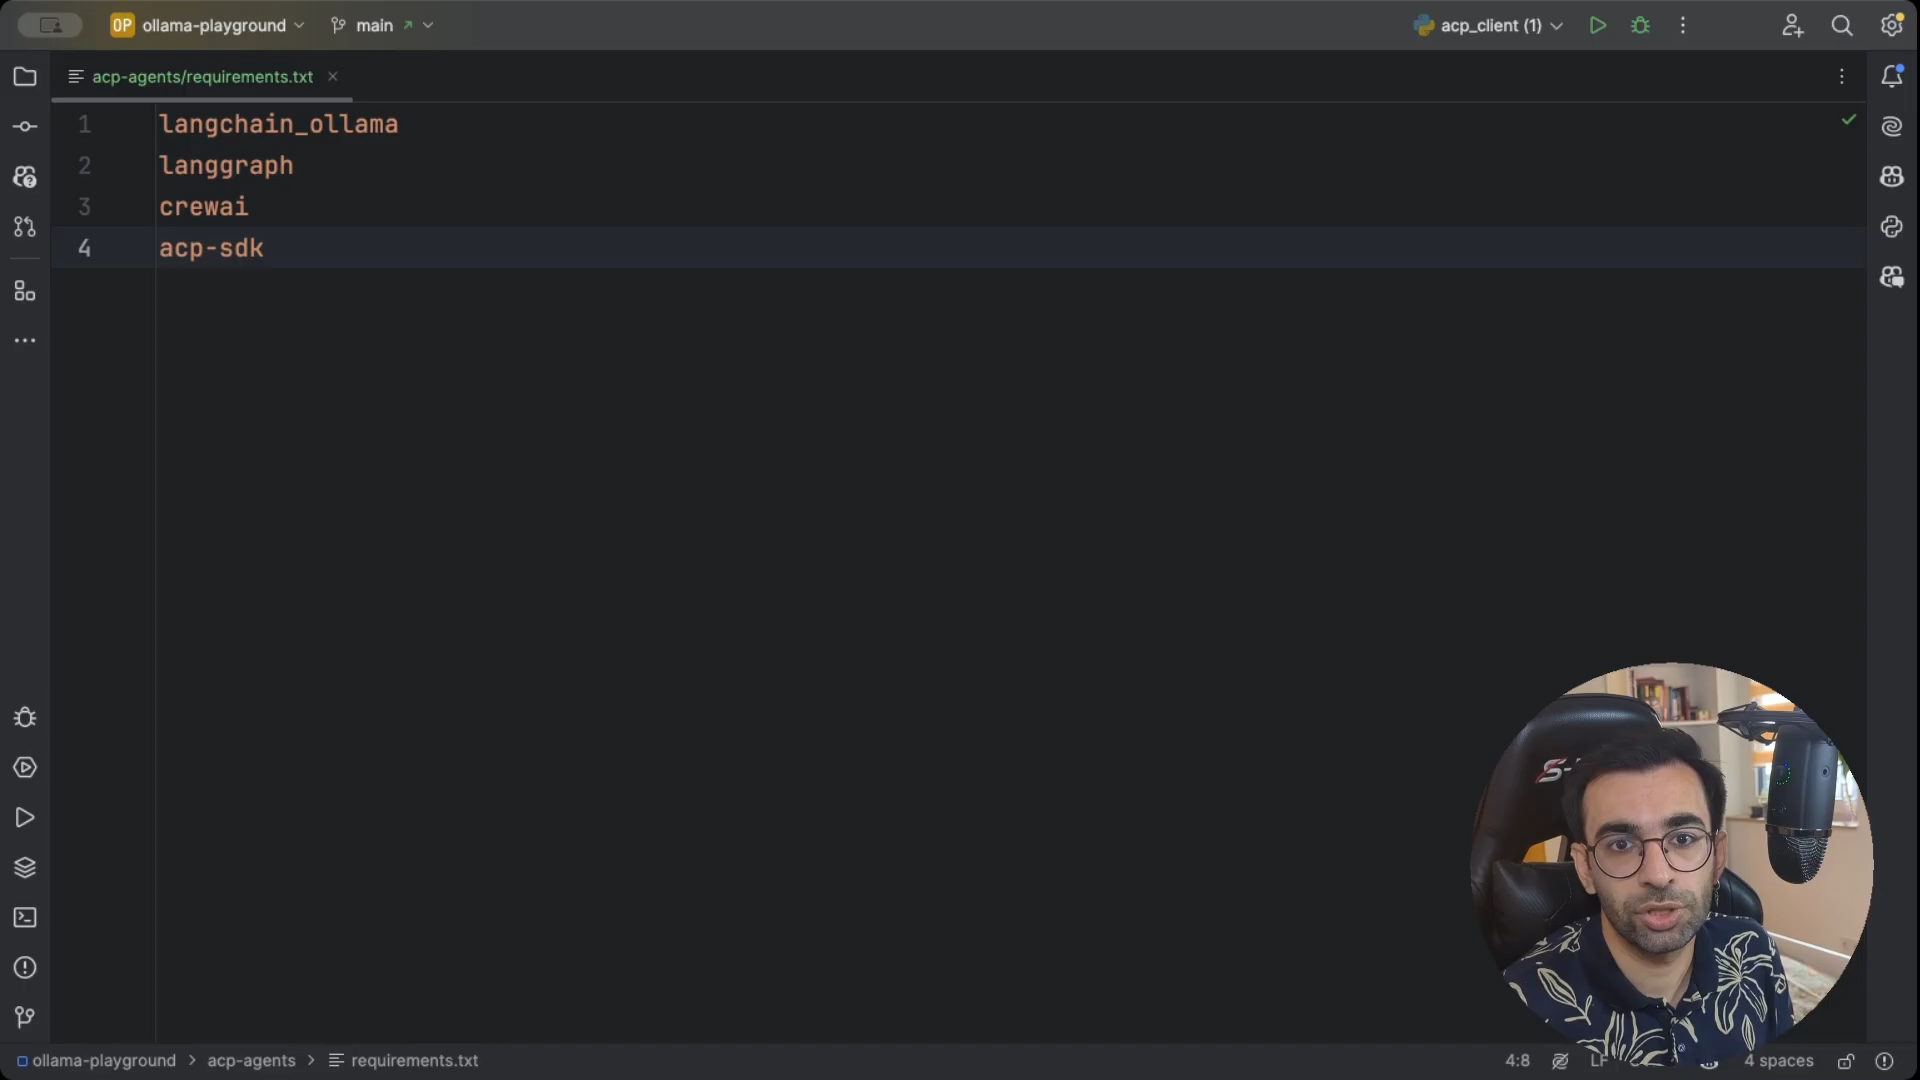 OP ollama-playground main acp_client (1)
acp-agents/requirements.txt
1 langchain_ollama
2 langgraph
3 crewai
4 acp-sdk
ollama-playground > acp-agents > requirements.txt 4:8 LF 4 spaces